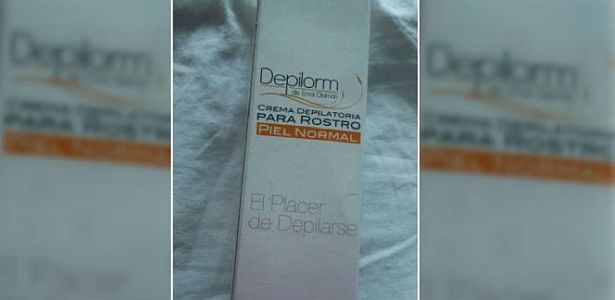 Depilorm
CREMA DEPILATORIA
PARA ROSTRO
PIEL NORMAL
El Placer
de Depilarse